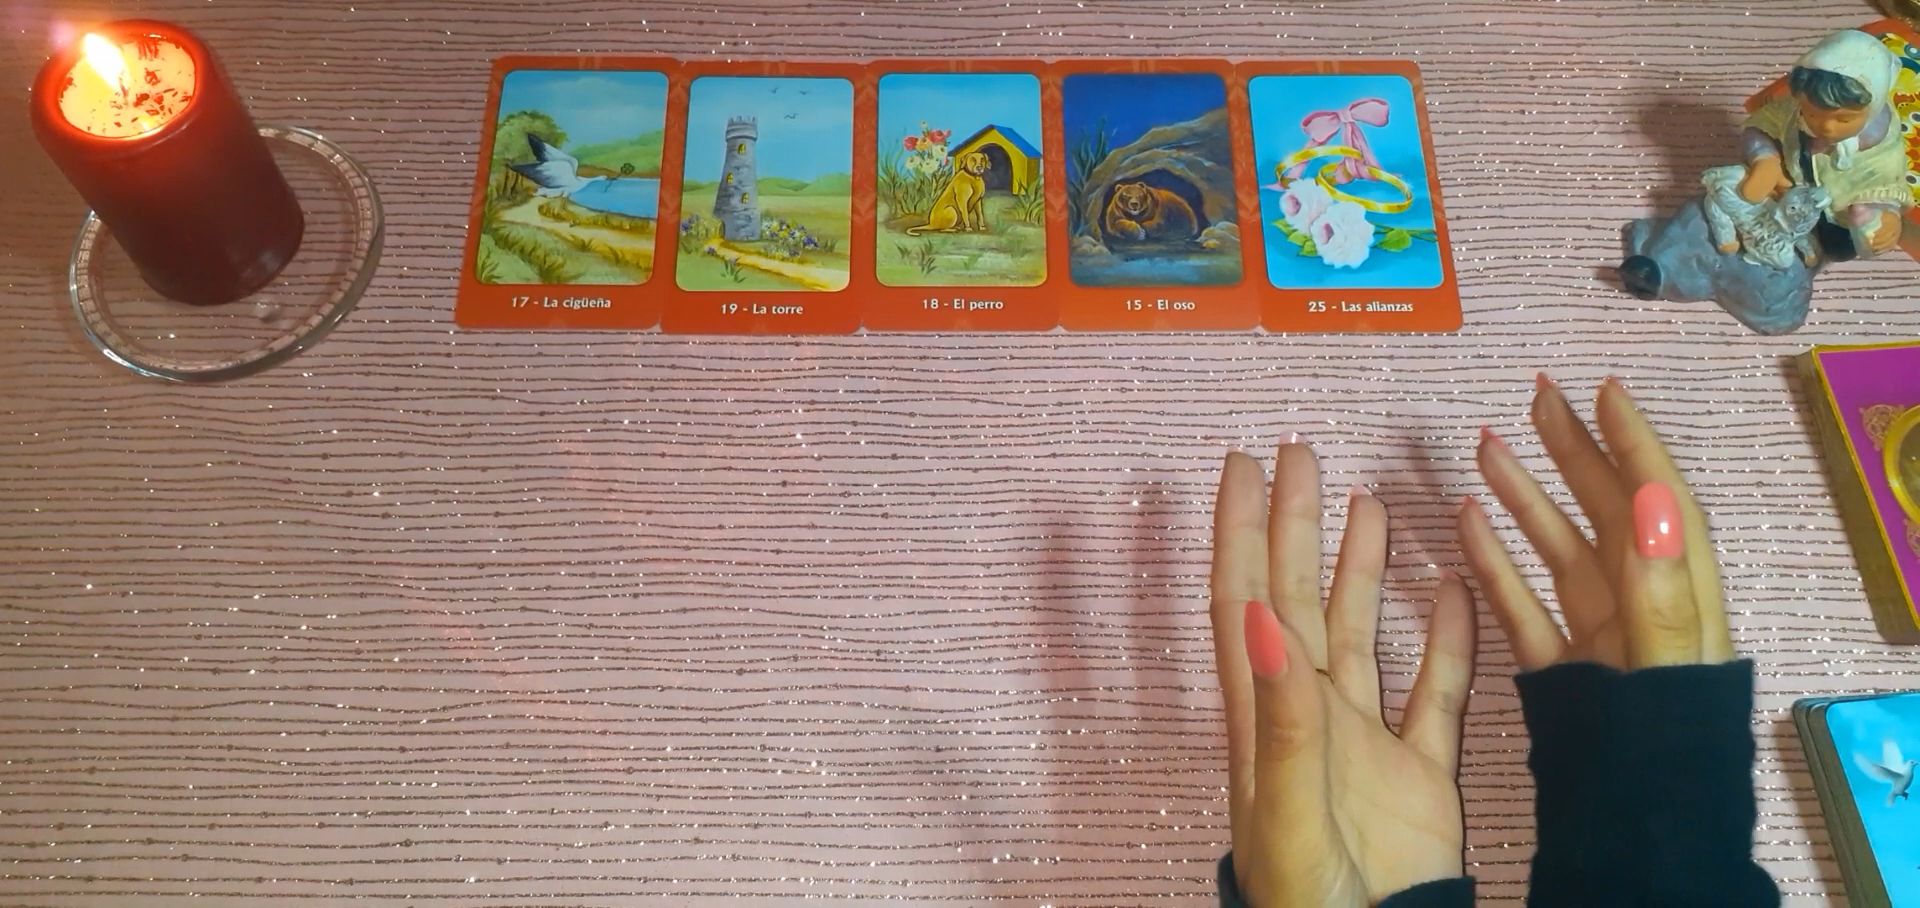 17 - La cigüeña
19 - La torre
18 - El perro
15 - El oso
25 - Las alianzas